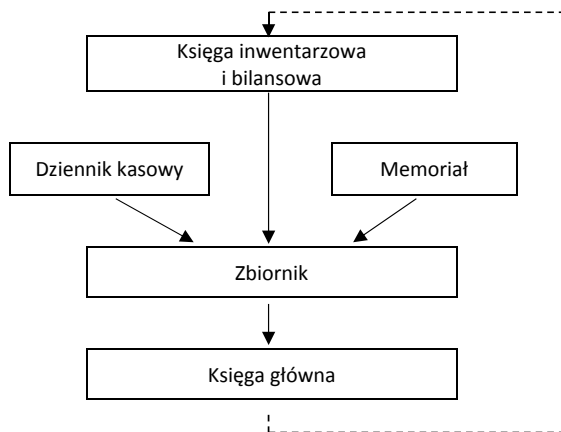 Księga inwentarzowa
i bilansowa
Dziennik kasowy
Memoriał
Zbiornik
Księga główna